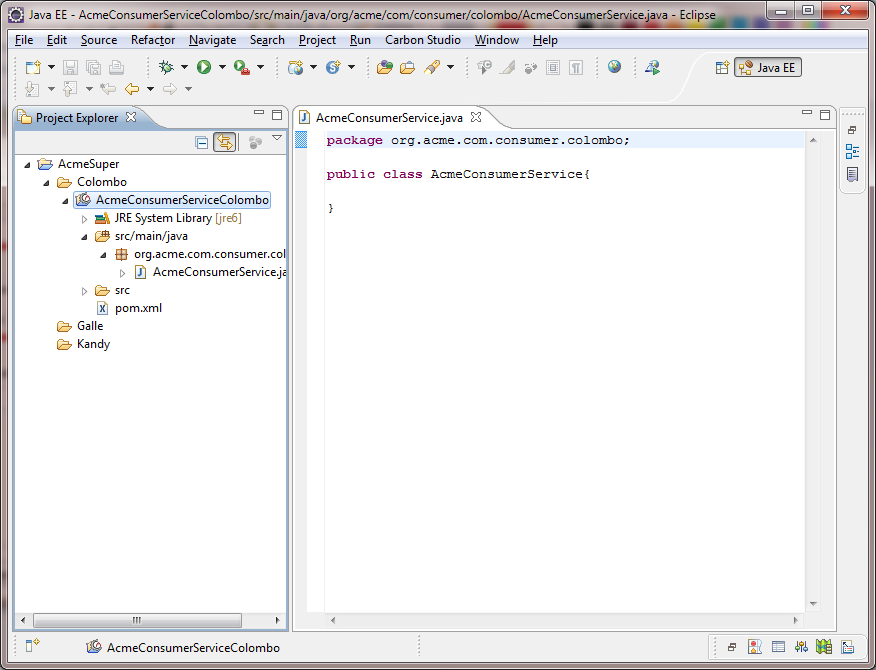 Java EE - AcmeConsumerServiceColombo/src/main/java/org/acme/com/consumer/colombo/AcmeConsumerService.java - Eclipse
File Edit Source Refactor Navigate Search Project Run Carbon Studio Window Help
Java EE
Project Explorer
AcmeSuper
Colombo
AcmeConsumerServiceColombo
JRE System Library [jre6]
src/main/java
org.acme.com.consumer.col
AcmeConsumerService.ja
src
pom.xml
Galle
Kandy
AcmeConsumerService.java
package org.acme.com.consumer.colombo;
public class AcmeConsumerService{
}
AcmeConsumerServiceColombo